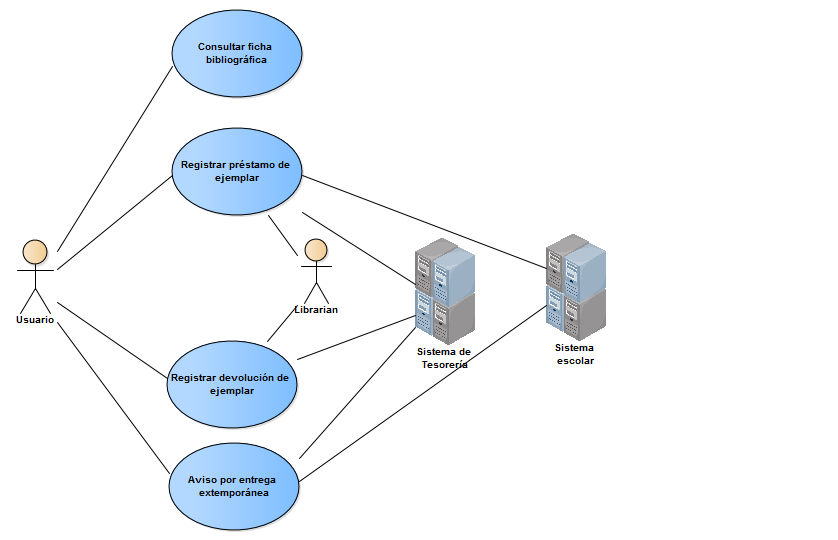 Consultar ficha
bibliográfica
Registrar préstamo de
ejemplar
Usuario
Librarian
Sistema de
Tesorería
Sistema
escolar
Registrar devolución de
ejemplar
Aviso por entrega
extemporánea